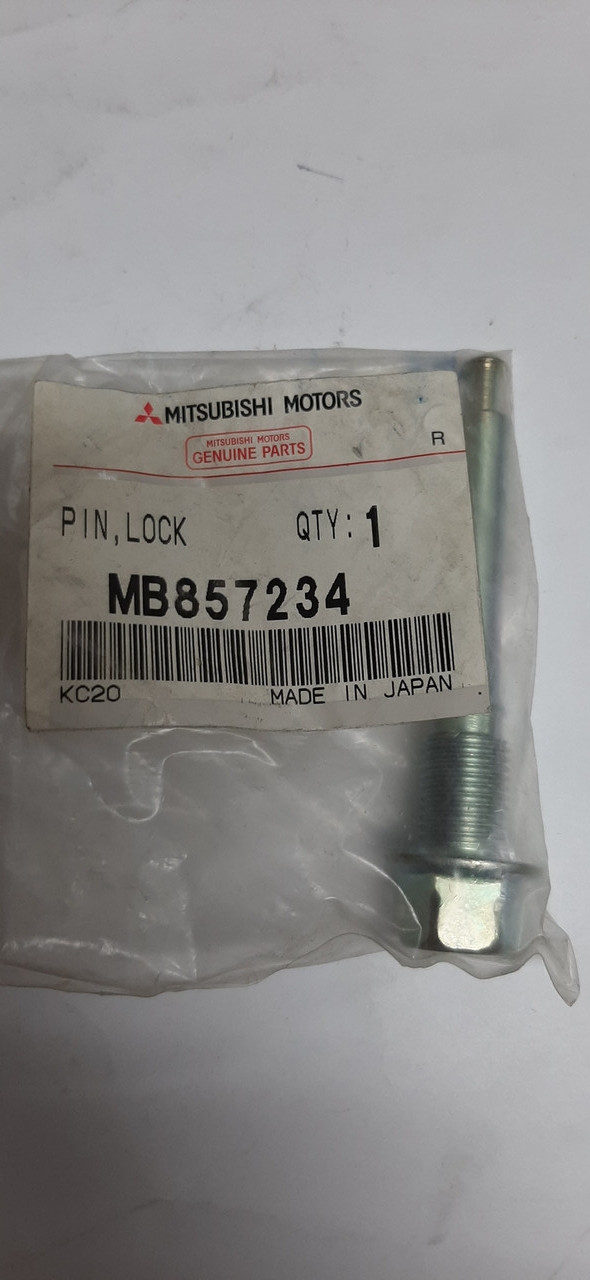 MITSUBISHI MOTORS
MITSUBISHI MOTORS
GENUINE PARTS
R
PIN,LOCK QTY: 1
MB857234
KC20 MADE IN JAPAN